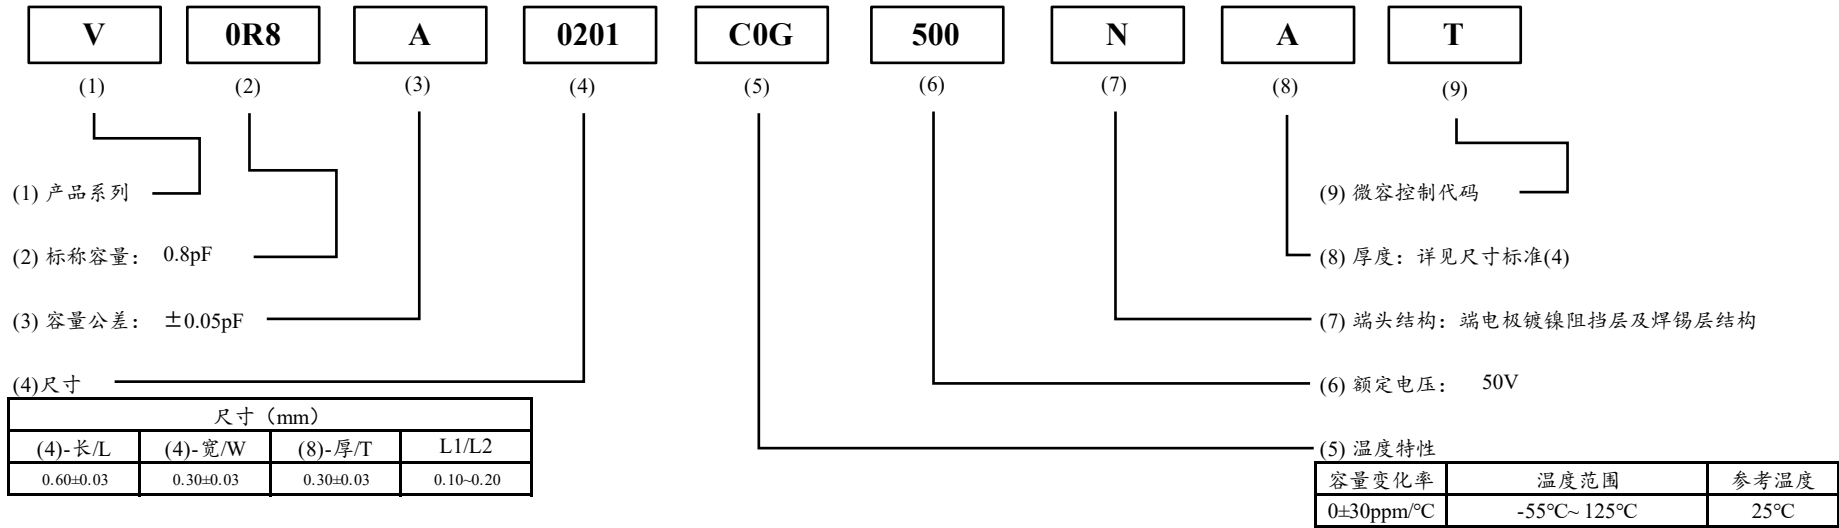 V 0R8 A 0201 C0G 500 N A T
(1) (2) (3) (4) (5) (6) (7) (8) (9)
(1) 产品系列
(9) 微容控制代码
(2) 标称容量： 0.8pF
(8) 厚度：详见尺寸标准(4)
(3) 容量公差： ±0.05pF
(7) 端头结构：端电极镀镍阻挡层及焊锡层结构
(4)尺寸
(6) 额定电压： 50V
尺寸（mm）
(4)-长/L (4)-宽/W (8)-厚/T L1/L2
0.60±0.03 0.30±0.03 0.30±0.03 0.10~0.20
(5) 温度特性
容量变化率 温度范围 参考温度
0±30ppm/°C -55°C~ 125°C 25°C